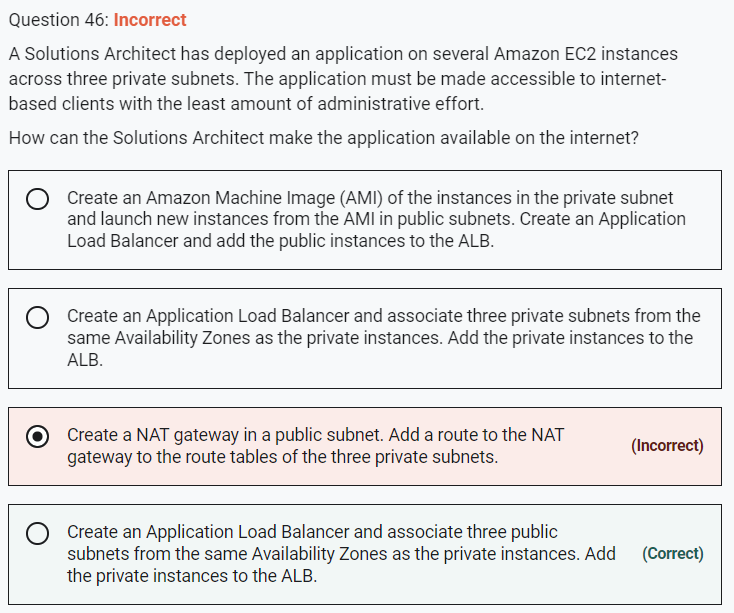 Question 46: Incorrect
A Solutions Architect has deployed an application on several Amazon EC2 instances
across three private subnets. The application must be made accessible to internet-
based clients with the least amount of administrative effort.
How can the Solutions Architect make the application available on the internet?
Create an Amazon Machine Image (AMI) of the instances in the private subnet
and launch new instances from the AMI in public subnets. Create an Application
Load Balancer and add the public instances to the ALB.
Create an Application Load Balancer and associate three private subnets from the
same Availability Zones as the private instances. Add the private instances to the
ALB.
Create a NAT gateway in a public subnet. Add a route to the NAT
gateway to the route tables of the three private subnets.
(Incorrect)
Create an Application Load Balancer and associate three public
subnets from the same Availability Zones as the private instances. Add
the private instances to the ALB.
(Correct)